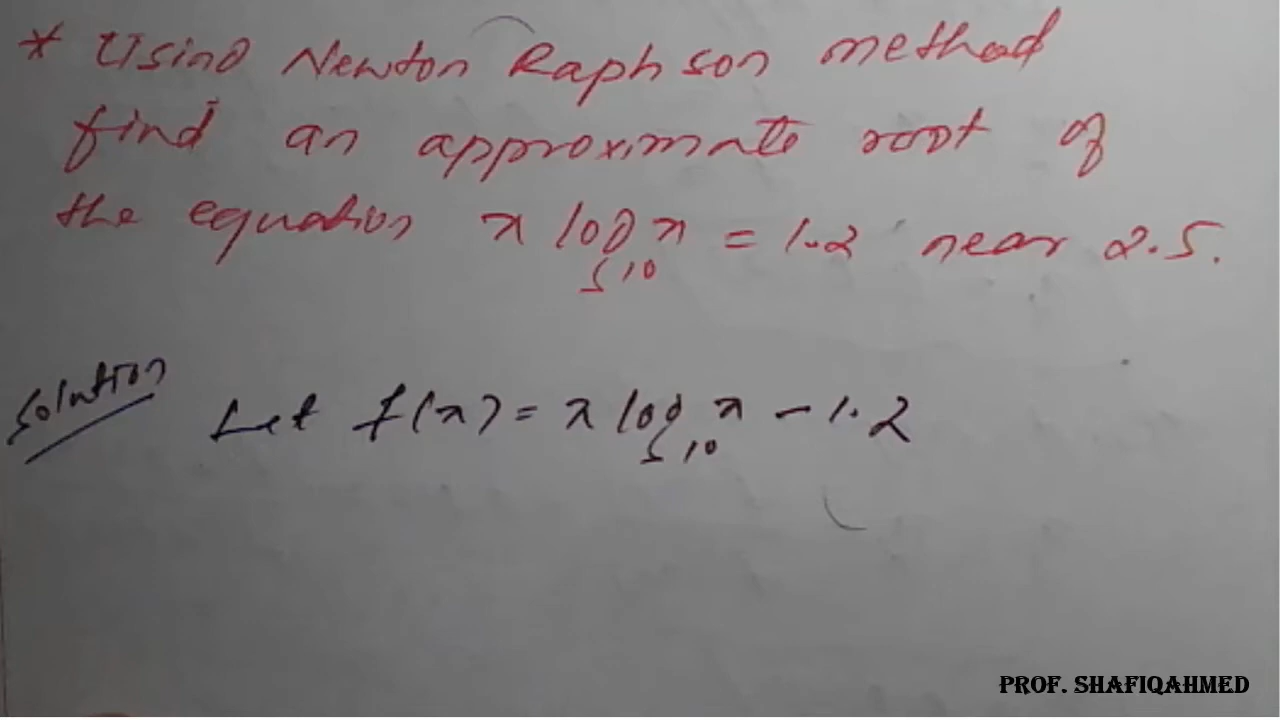 * Using Newton Raphson method
find an approximate root of
the equation x log₁₀ x = 1.2 near 2.5.
Solution Let f(x) = x log₁₀ x - 1.2
PROF. SHAFIQAHMED